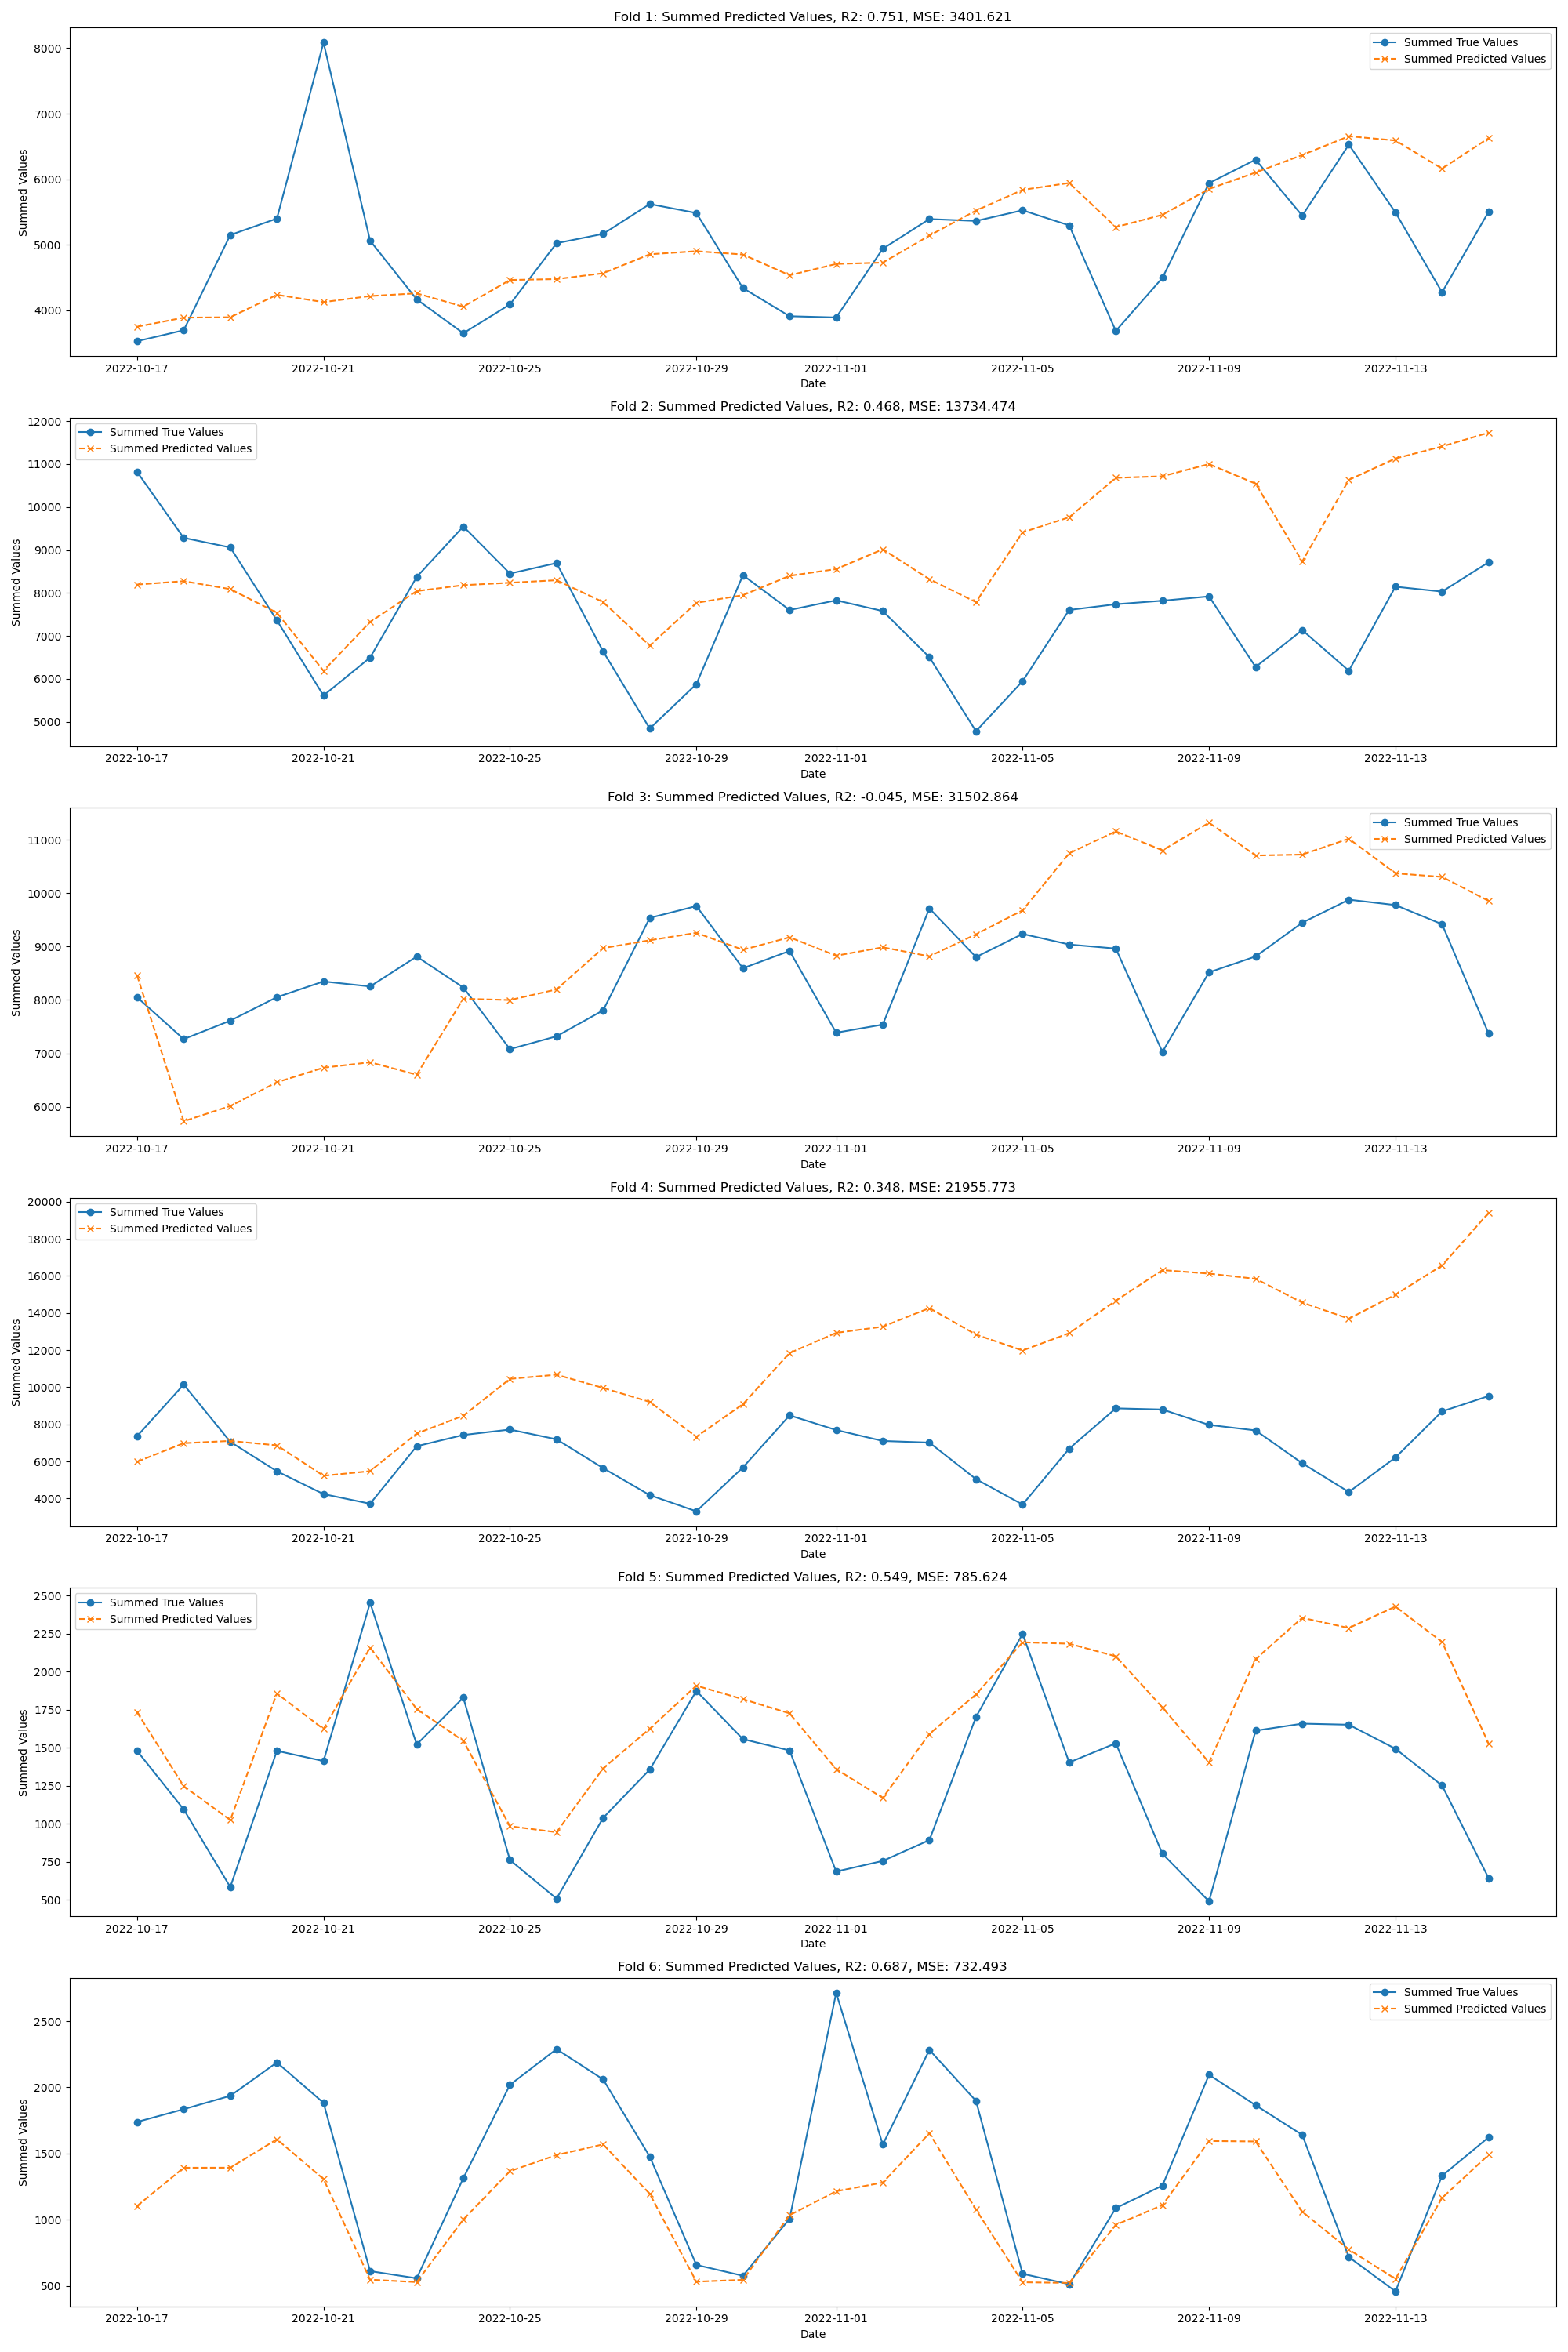 Fold 1: Summed Predicted Values, R2: 0.751, MSE: 3401.621
Summed True Values
Summed Predicted Values
8000
7000
6000
5000
4000
Summed Values
2022-10-17 2022-10-21 2022-10-25 2022-10-29 2022-11-01 2022-11-05 2022-11-09 2022-11-13
Date
Fold 2: Summed Predicted Values, R2: 0.468, MSE: 13734.474
Summed True Values
Summed Predicted Values
12000
11000
10000
9000
8000
7000
6000
5000
Summed Values
2022-10-17 2022-10-21 2022-10-25 2022-10-29 2022-11-01 2022-11-05 2022-11-09 2022-11-13
Date
Fold 3: Summed Predicted Values, R2: -0.045, MSE: 31502.864
Summed True Values
Summed Predicted Values
11000
10000
9000
8000
7000
6000
Summed Values
2022-10-17 2022-10-21 2022-10-25 2022-10-29 2022-11-01 2022-11-05 2022-11-09 2022-11-13
Date
Fold 4: Summed Predicted Values, R2: 0.348, MSE: 21955.773
Summed True Values
Summed Predicted Values
20000
18000
16000
14000
12000
10000
8000
6000
4000
Summed Values
2022-10-17 2022-10-21 2022-10-25 2022-10-29 2022-11-01 2022-11-05 2022-11-09 2022-11-13
Date
Fold 5: Summed Predicted Values, R2: 0.549, MSE: 785.624
Summed True Values
Summed Predicted Values
2500
2250
2000
1750
1500
1250
1000
750
500
Summed Values
2022-10-17 2022-10-21 2022-10-25 2022-10-29 2022-11-01 2022-11-05 2022-11-09 2022-11-13
Date
Fold 6: Summed Predicted Values, R2: 0.687, MSE: 732.493
Summed True Values
Summed Predicted Values
2500
2000
1500
1000
500
Summed Values
2022-10-17 2022-10-21 2022-10-25 2022-10-29 2022-11-01 2022-11-05 2022-11-09 2022-11-13
Date